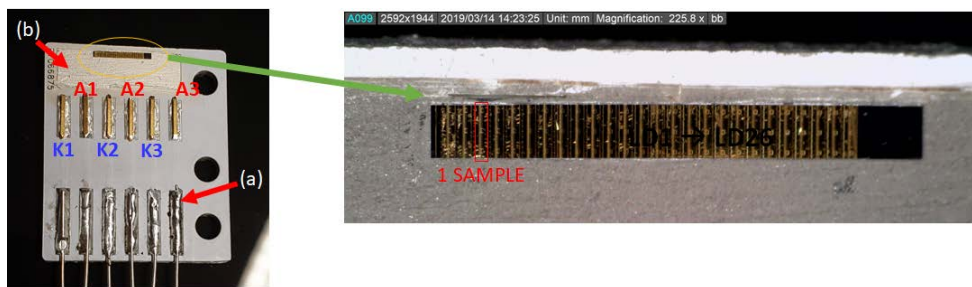 (b)
066875
A1
A2
A3
K1
K2
K3
(a)
A099 2592x1944 2019/03/14 14:23:25 Unit: mm Magnification: 225.8 x bb
LD1 → LD26
1 SAMPLE